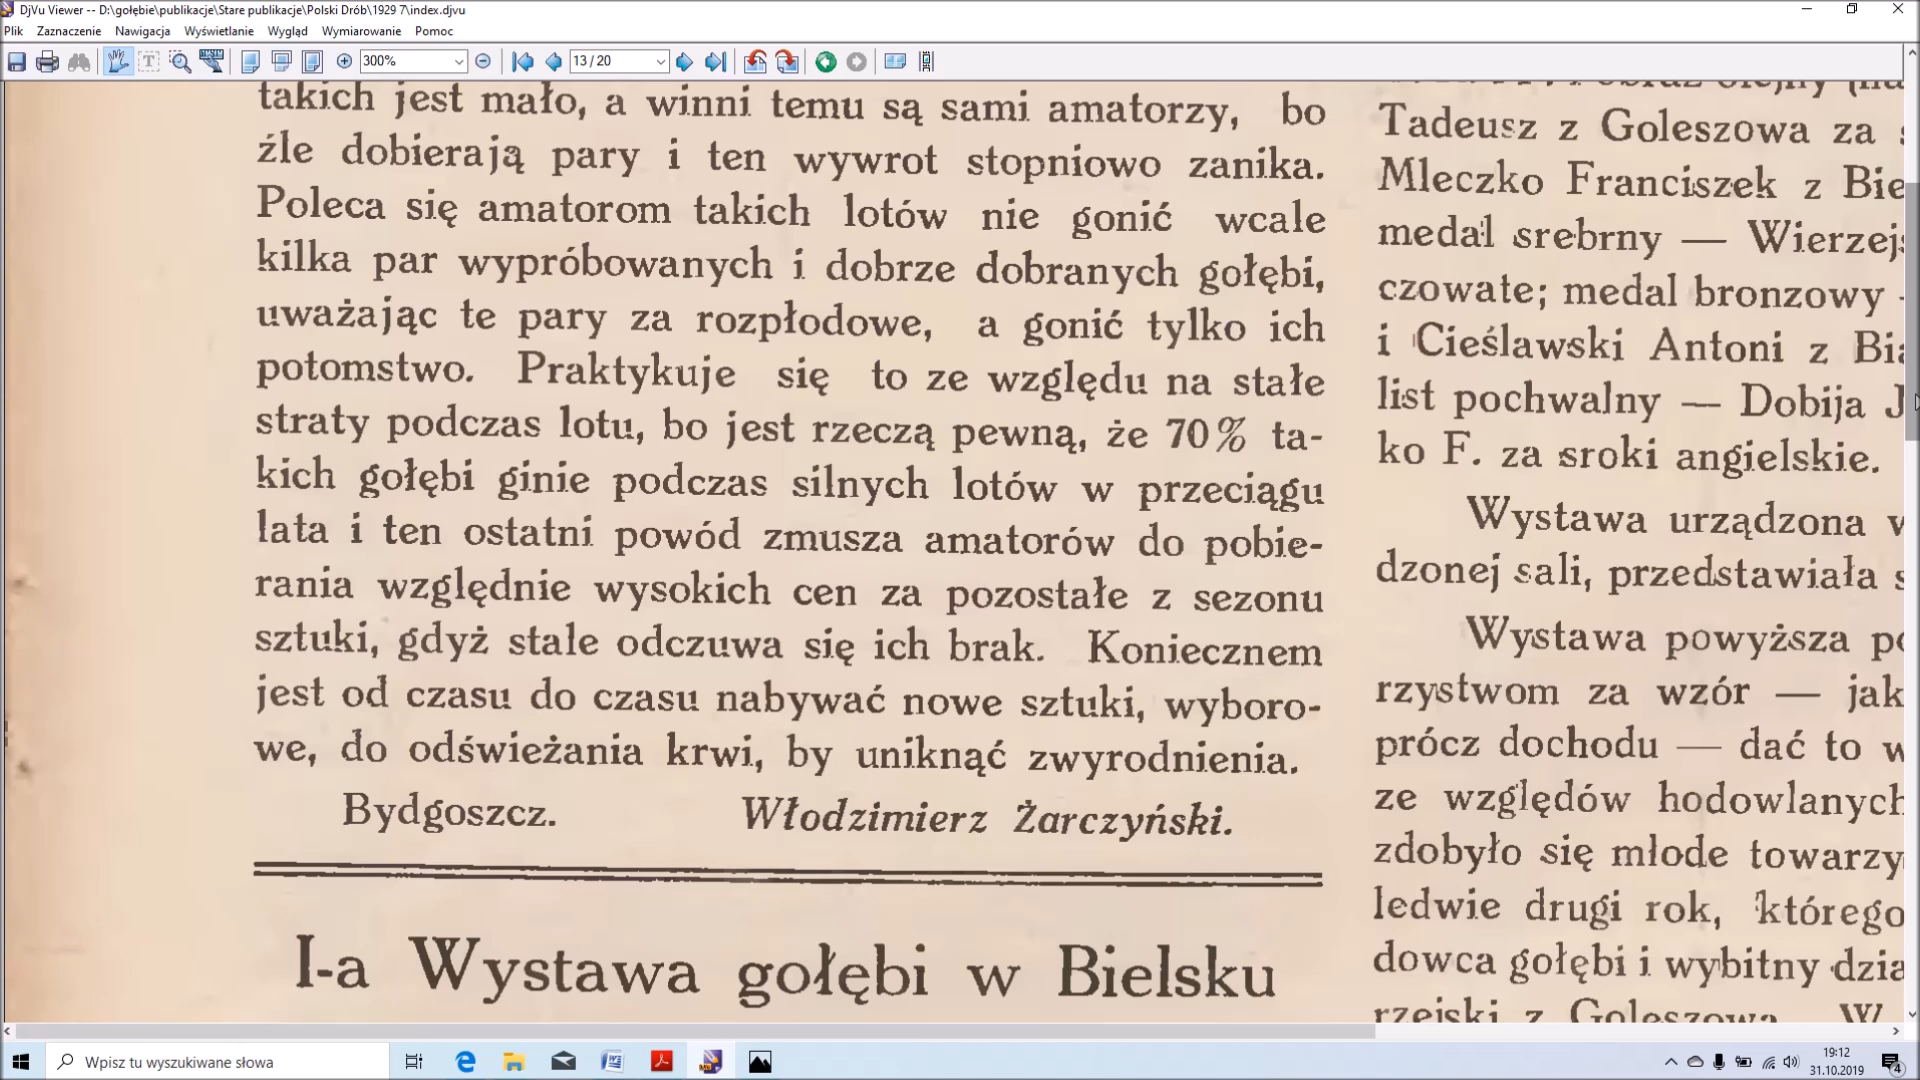 DjVu Viewer -- D:\gołębie\publikacje\Stare publikacje\Polski Drób\1929 7\index.djvu
Plik Zaznaczenie Nawigacja Wyświetlanie Wygląd Wymiarowanie Pomoc
300% 13 / 20
takich jest mało, a winni temu są sami amatorzy, bo
źle dobierają pary i ten wywrot stopniowo zanika.
Poleca się amatorom takich lotów nie gonić wcale
kilka par wypróbowanych i dobrze dobranych gołębi,
uważając te pary za rozpłodowe, a gonić tylko ich
potomstwo. Praktykuje się to ze względu na stałe
straty podczas lotu, bo jest rzeczą pewną, że 70% ta-
kich gołębi ginie podczas silnych lotów w przeciągu
lata i ten ostatni powód zmusza amatorów do pobie-
rania względnie wysokich cen za pozostałe z sezonu
sztuki, gdyż stale odczuwa się ich brak. Koniecznem
jest od czasu do czasu nabywać nowe sztuki, wyboro-
we, do odświeżania krwi, by uniknąć zwyrodnienia.
Bydgoszcz. Włodzimierz Żarczyński.
I-a Wystawa gołębi w Bielsku
obraz olejny
Tadeusz z Goleszowa za
Mleczko Franciszek z Bie
medal srebrny — Wierzej
czowate; medal bronzowy
i Cieślawski Antoni z Bia
list pochwalny — Dobija J
ko F. za sroki angielskie.
Wystawa urządzona w
dzonej sali, przedstawiała s
Wystawa powyższa po
rzystwom za wzór — jak
prócz dochodu — dać to w
ze względów hodowlanych
zdobyło się młode towarzy
ledwie drugi rok, którego
dowca gołębi i wybitny dzia
rzejski z Goleszowa. W
Wpisz tu wyszukiwane słowa
19:12
31.10.2019
4